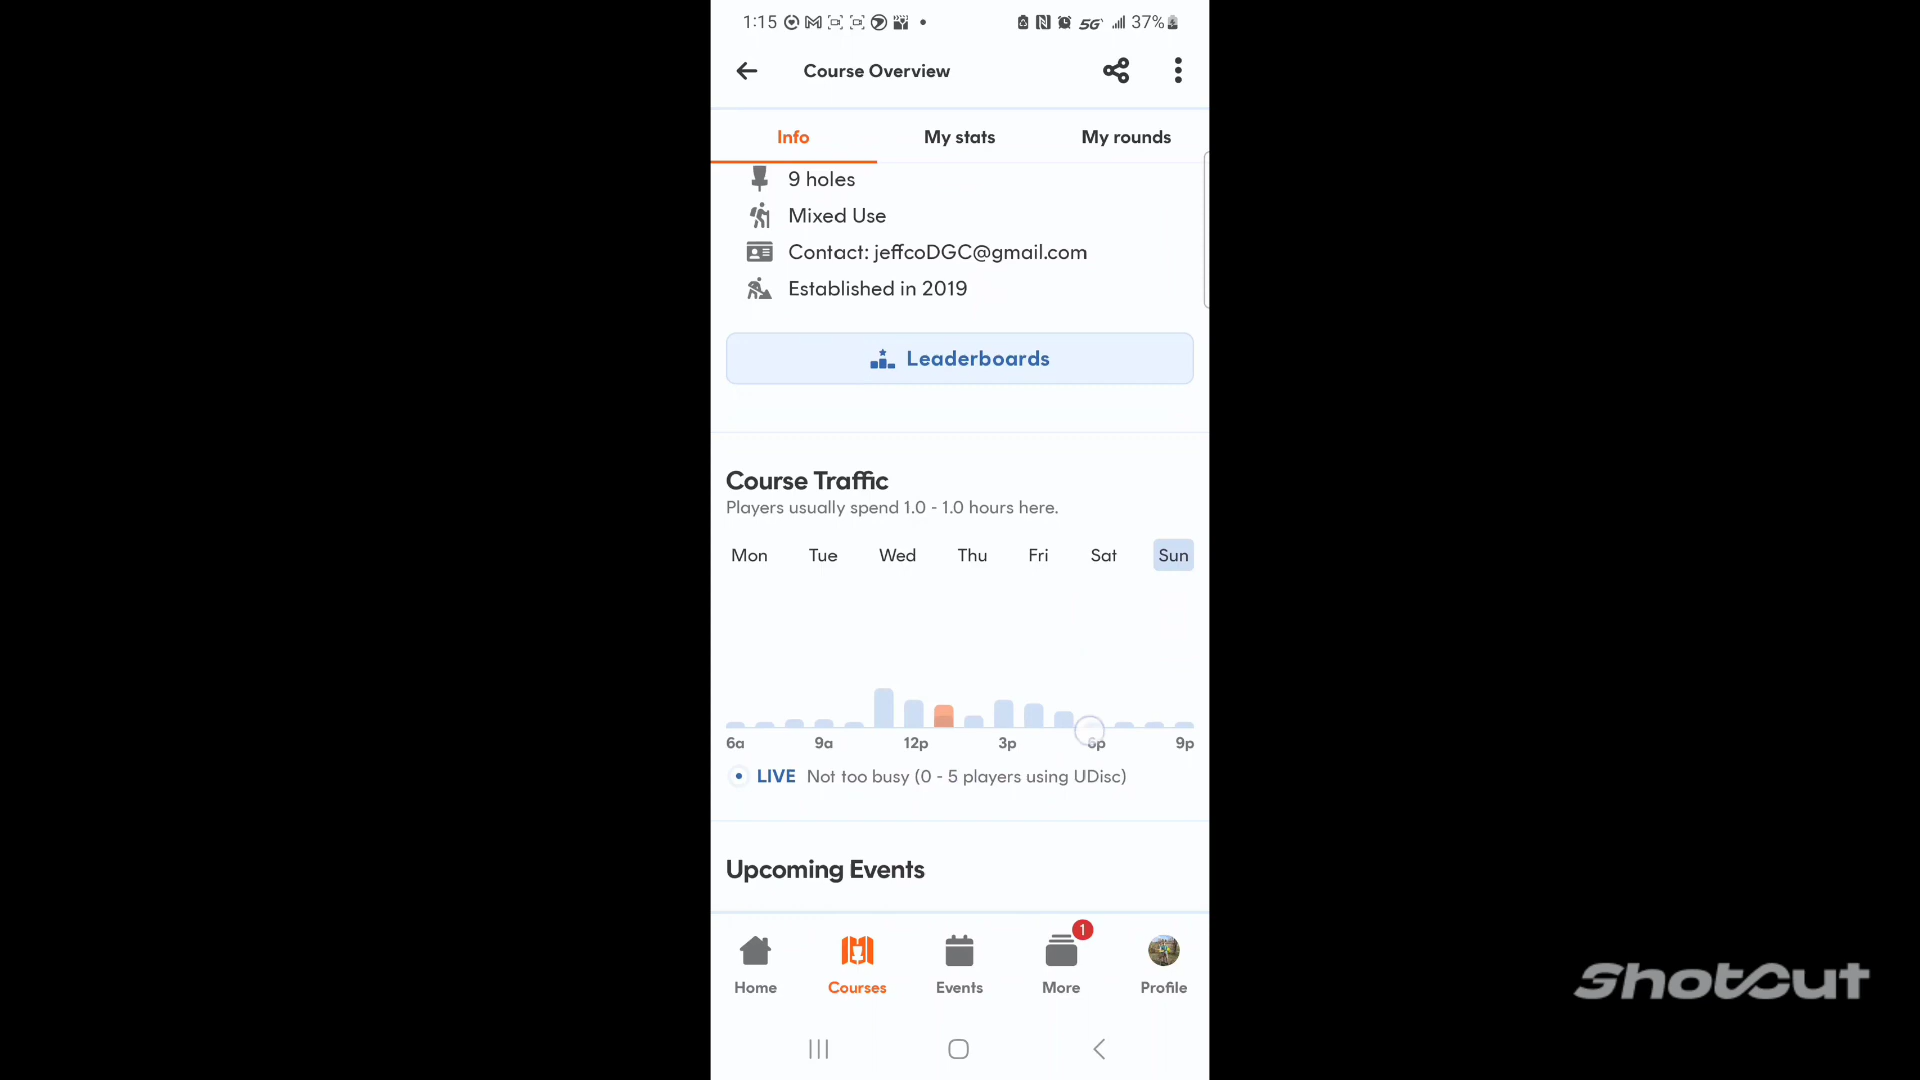 1:15 5G 37%
Course Overview
Info My stats My rounds
9 holes
Mixed Use
Contact: jeffcoDGC@gmail.com
Established in 2019
Leaderboards
Course Traffic
Players usually spend 1.0 - 1.0 hours here.
Mon Tue Wed Thu Fri Sat Sun
6a 9a 12p 3p 6p 9p
LIVE Not too busy (0 - 5 players using UDisc)
Upcoming Events
1
Home Courses Events More Profile
ShotCut